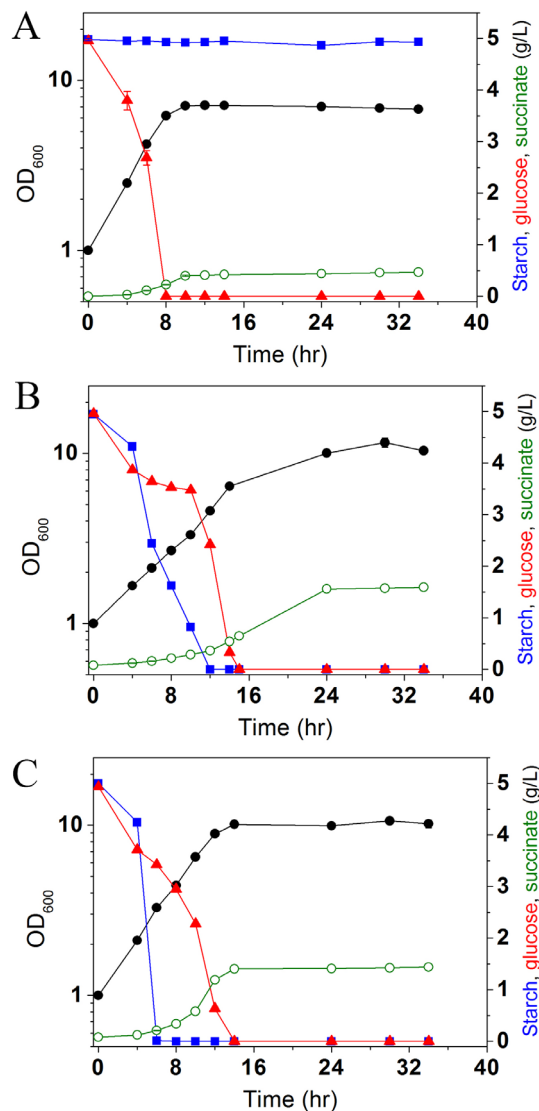 A
10
1
OD600
5
4
3
2
1
0
Starch, glucose, succinate (g/L)
0 8 16 24 32 40
Time (hr)
B
10
1
OD600
5
4
3
2
1
0
Starch, glucose, succinate (g/L)
0 8 16 24 32 40
Time (hr)
C
10
1
OD600
5
4
3
2
1
0
Starch, glucose, succinate (g/L)
0 8 16 24 32 40
Time (hr)